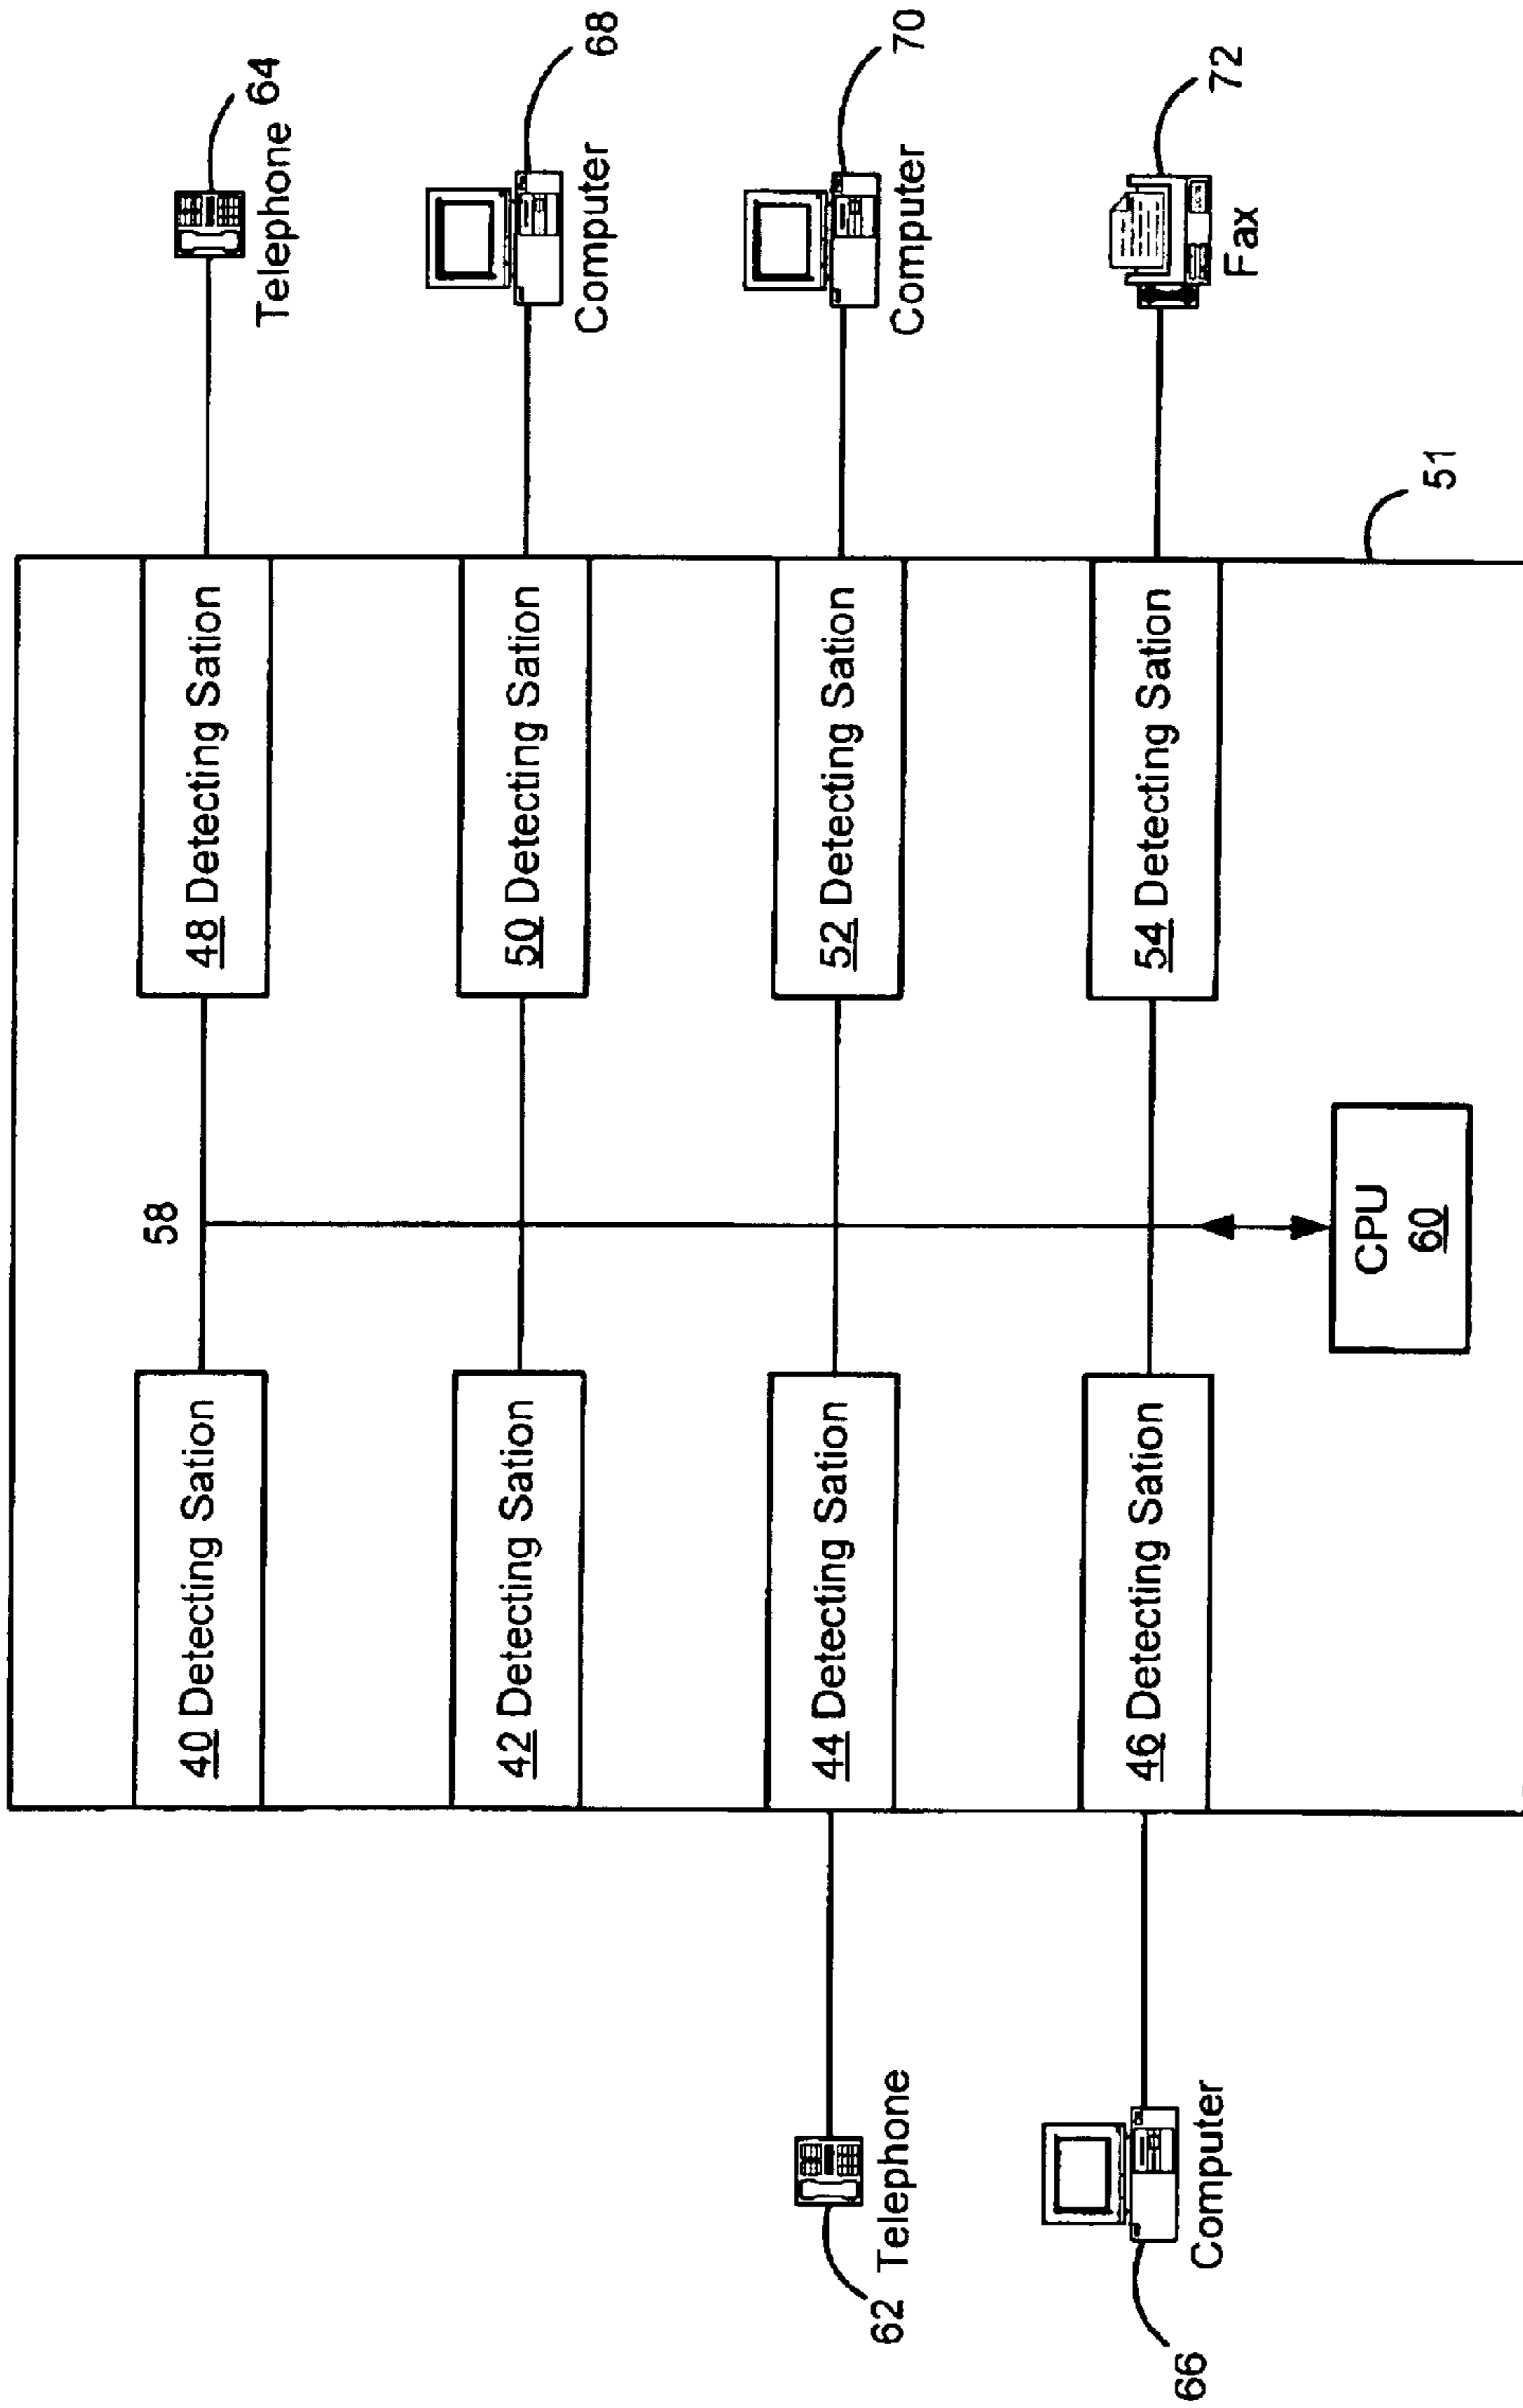 Telephone 64
40 Detecting Sation
58
48 Detecting Sation
68
Computer
42 Detecting Sation
50 Detecting Sation
70
62 Telephone
44 Detecting Sation
52 Detecting Sation
Computer
66
Computer
46 Detecting Sation
54 Detecting Sation
72
Fax
CPU
60
51